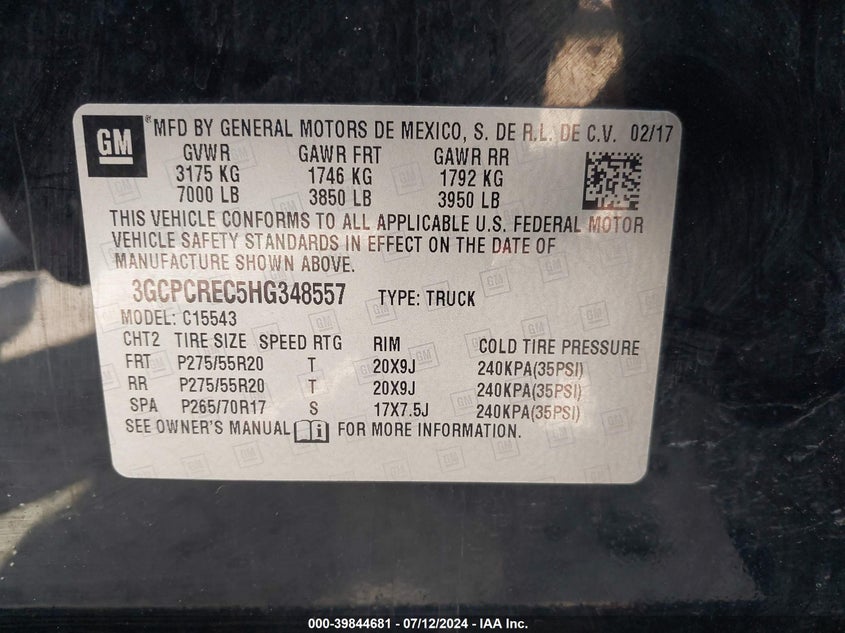 GM ® MFD BY GENERAL MOTORS DE MEXICO, S. DE R.L. DE C.V. 02/17
GVWR GAWR FRT GAWR RR
3175 KG 1746 KG 1792 KG
7000 LB 3850 LB 3950 LB
THIS VEHICLE CONFORMS TO ALL APPLICABLE U.S. FEDERAL MOTOR
VEHICLE SAFETY STANDARDS IN EFFECT ON THE DATE OF
MANUFACTURE SHOWN ABOVE.
3GCPCREC5HG348557 TYPE: TRUCK
MODEL: C15543
CHT2 TIRE SIZE SPEED RTG RIM COLD TIRE PRESSURE
FRT P275/55R20 T 20X9J 240KPA(35PSI)
RR P275/55R20 T 20X9J 240KPA(35PSI)
SPA P265/70R17 S 17X7.5J 240KPA(35PSI)
SEE OWNER'S MANUAL FOR MORE INFORMATION.
000-39844681 - 07/12/2024 - IAA Inc.